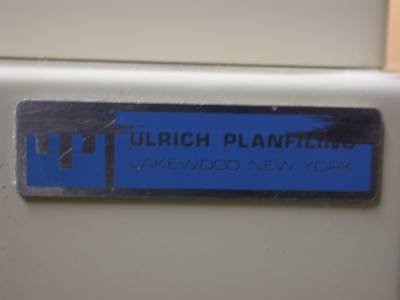 ULRICH PLANFILING
LAKEWOOD NEW YORK